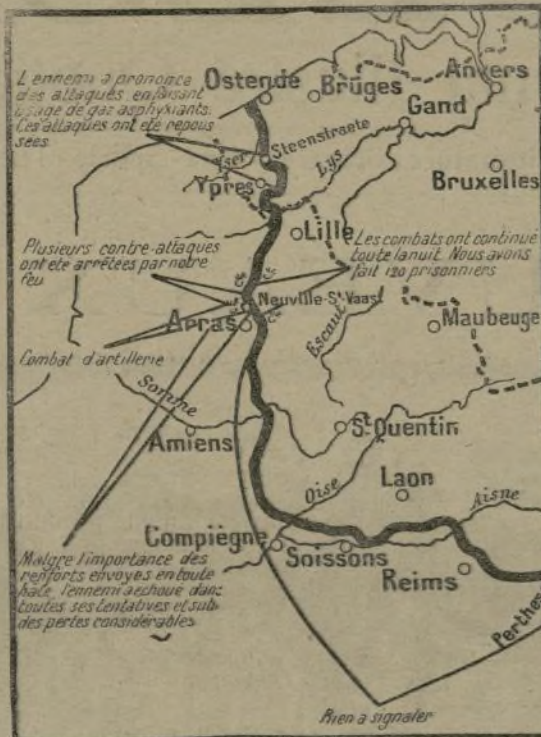 L'ennemi a prononcé
des attaques, en faisant
usage de gaz asphyxiants.
Ces attaques ont été repous
sées.
Ostende
Bruges
Anvers
Gand
Steenstraete
Yser
Lys
Ypres
Bruxelles
Lille
Plusieurs contre-attaques
ont été arrêtées par notre
feu
Les combats ont continué
toute la nuit. Nous avons
fait 120 prisonniers
Neuville-St Vaast
Arras
Escaut
Maubeuge
Combat d'artillerie
Somme
Amiens
St Quentin
Oise
Laon
Aisne
Compiègne
Soissons
Reims
Malgré l'importance des
renforts envoyés en toute
hâte, l'ennemi a échoué dans
toutes ses tentatives et subi
des pertes considérables
Perthes
Rien à signaler